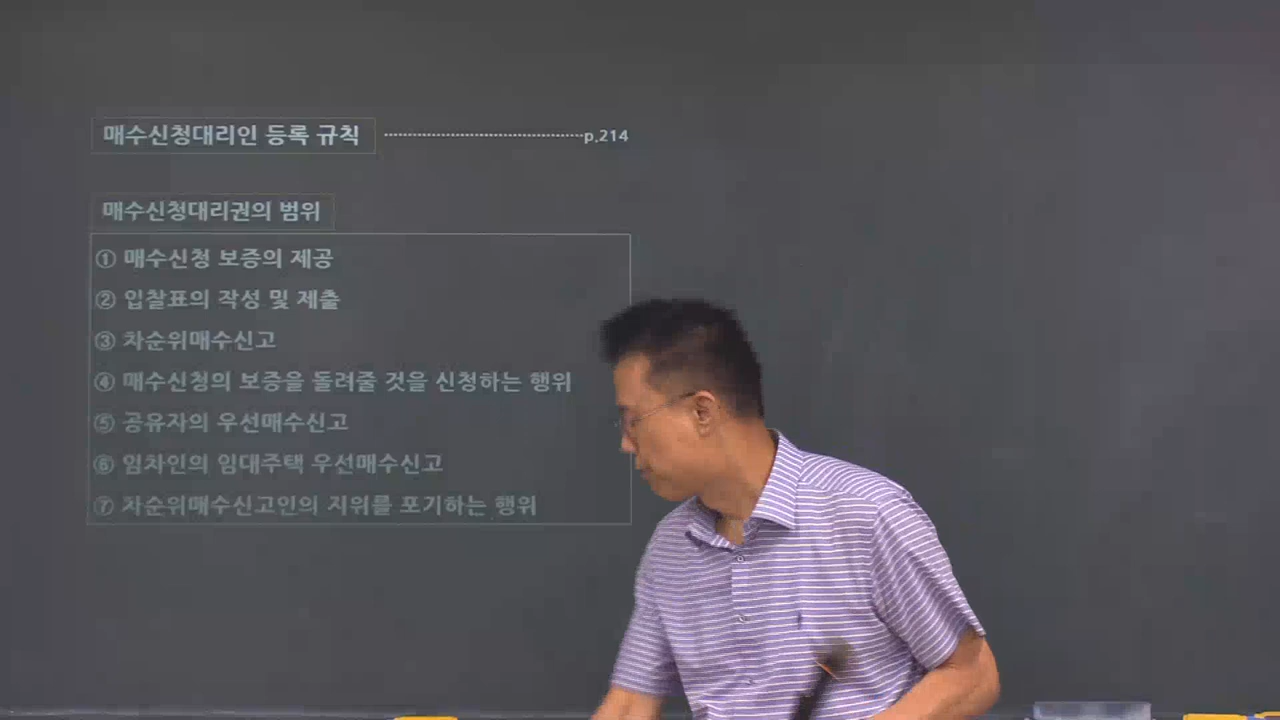 매수신청대리인 등록 규칙 ------------------------------------p.214
매수신청대리권의 범위
① 매수신청 보증의 제공
② 입찰표의 작성 및 제출
③ 차순위매수신고
④ 매수신청의 보증을 돌려줄 것을 신청하는 행위
⑤ 공유자의 우선매수신고
⑥ 임차인의 임대주택 우선매수신고
⑦ 차순위매수신고인의 지위를 포기하는 행위